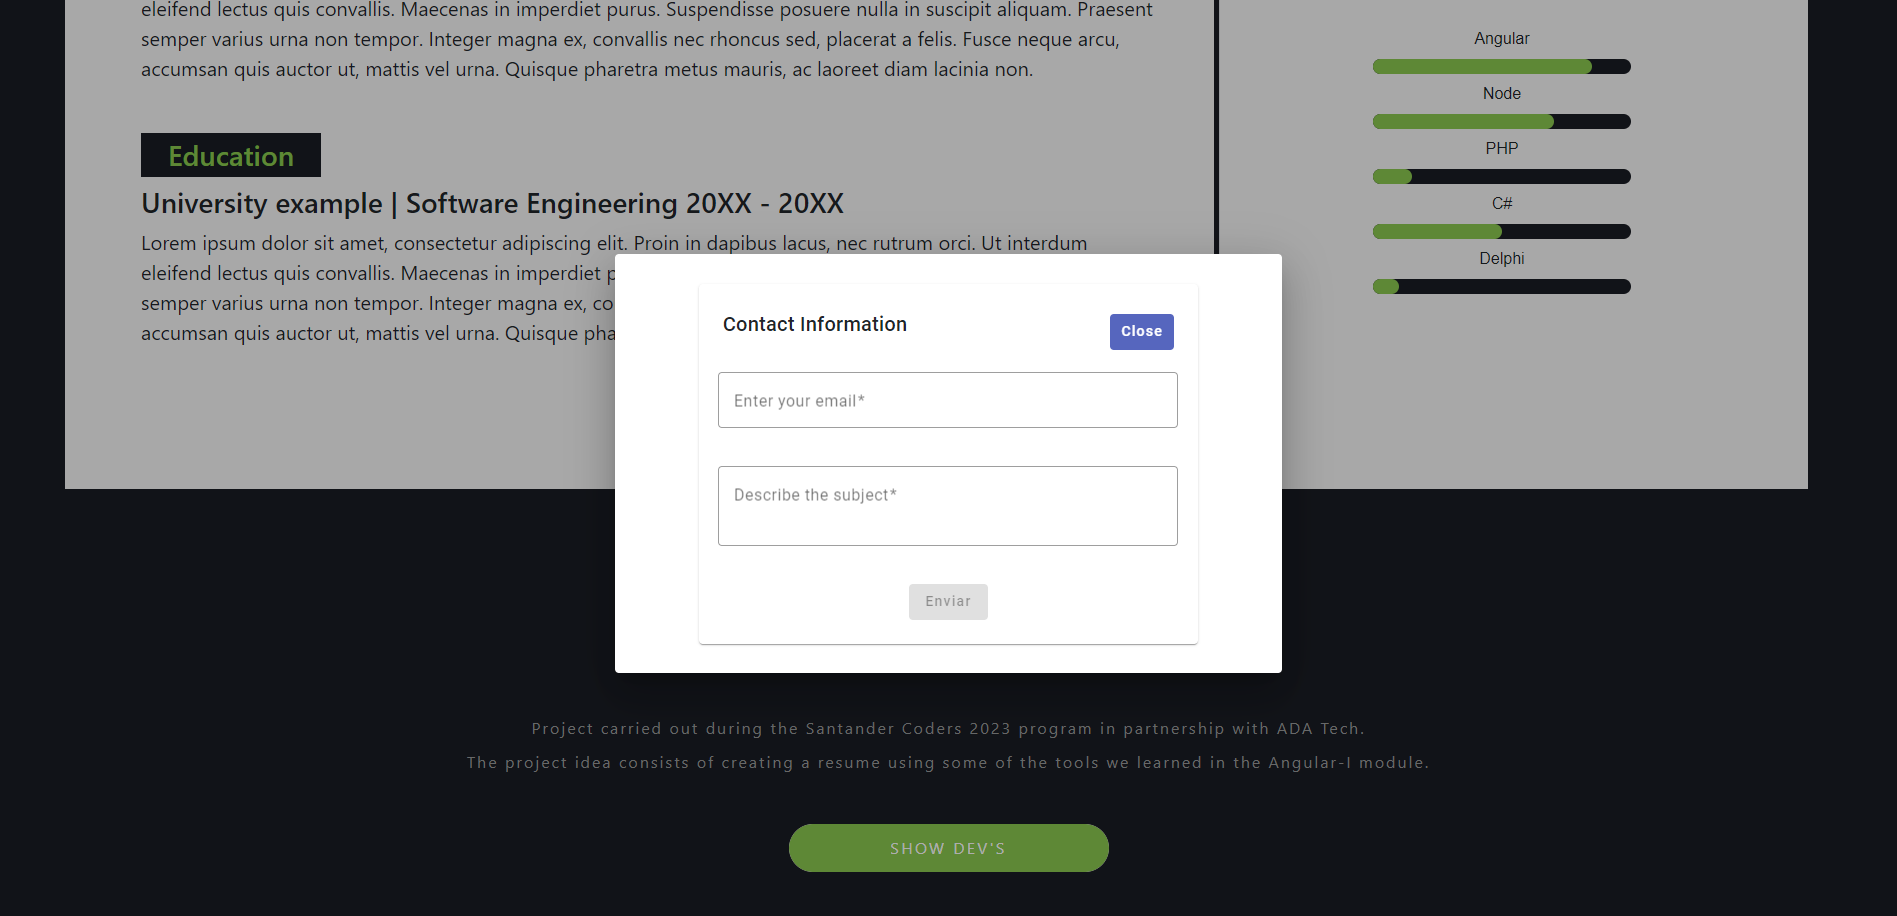 eleifend lectus quis convallis. Maecenas in imperdiet purus. Suspendisse posuere nulla in suscipit aliquam. Praesent
semper varius urna non tempor. Integer magna ex, convallis nec rhoncus sed, placerat a felis. Fusce neque arcu,
accumsan quis auctor ut, mattis vel urna. Quisque pharetra metus mauris, ac laoreet diam lacinia non.
Education
University example | Software Engineering 20XX - 20XX
Lorem ipsum dolor sit amet, consectetur adipiscing elit. Proin in dapibus lacus, nec rutrum orci. Ut interdum
eleifend lectus quis convallis. Maecenas in imperdiet
semper varius urna non tempor. Integer magna ex,
accumsan quis auctor ut, mattis vel urna. Quisque
Angular
Node
PHP
C#
Delphi
Contact Information
Close
Enter your email*
Describe the subject*
Enviar
Project carried out during the Santander Coders 2023 program in partnership with ADA Tech.
The project idea consists of creating a resume using some of the tools we learned in the Angular-I module.
SHOW DEV'S